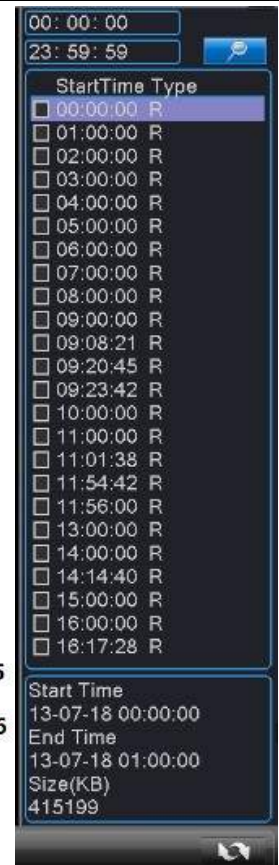 00: 00: 00
23: 59: 59
StartTime Type
00:00:00 R
01:00:00 R
02:00:00 R
03:00:00 R
04:00:00 R
05:00:00 R
06:00:00 R
07:00:00 R
08:00:00 R
09:00:00 R
09:08:21 R
09:20:45 R
09:23:42 R
10:00:00 R
11:00:00 R
11:01:38 R
11:54:42 R
11:56:00 R
13:00:00 R
14:00:00 R
14:14:40 R
15:00:00 R
16:00:00 R
16:17:28 R
Start Time
13-07-18 00:00:00
End Time
13-07-18 01:00:00
Size(KB)
415199